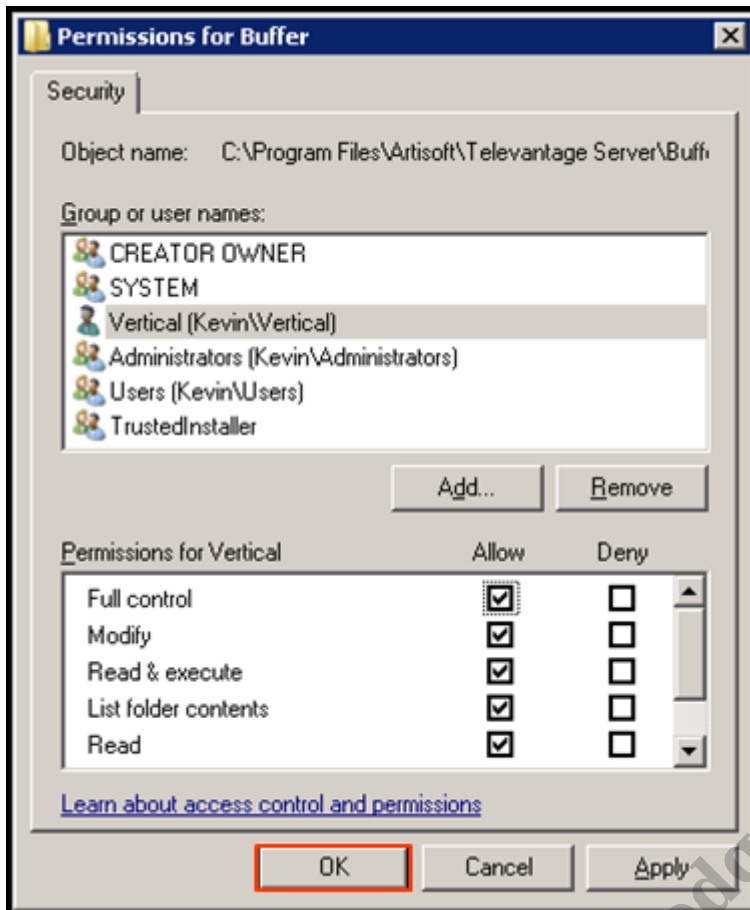 Permissions for Buffer
Security
Object name: C:\Program Files\Artisoft\Televantage Server\Buff
Group or user names:
CREATOR OWNER
SYSTEM
Vertical (Kevin\Vertical)
Administrators (Kevin\Administrators)
Users (Kevin\Users)
TrustedInstaller
Add... Remove
Permissions for Vertical Allow Deny
Full control
Modify
Read & execute
List folder contents
Read
Learn about access control and permissions
OK Cancel Apply